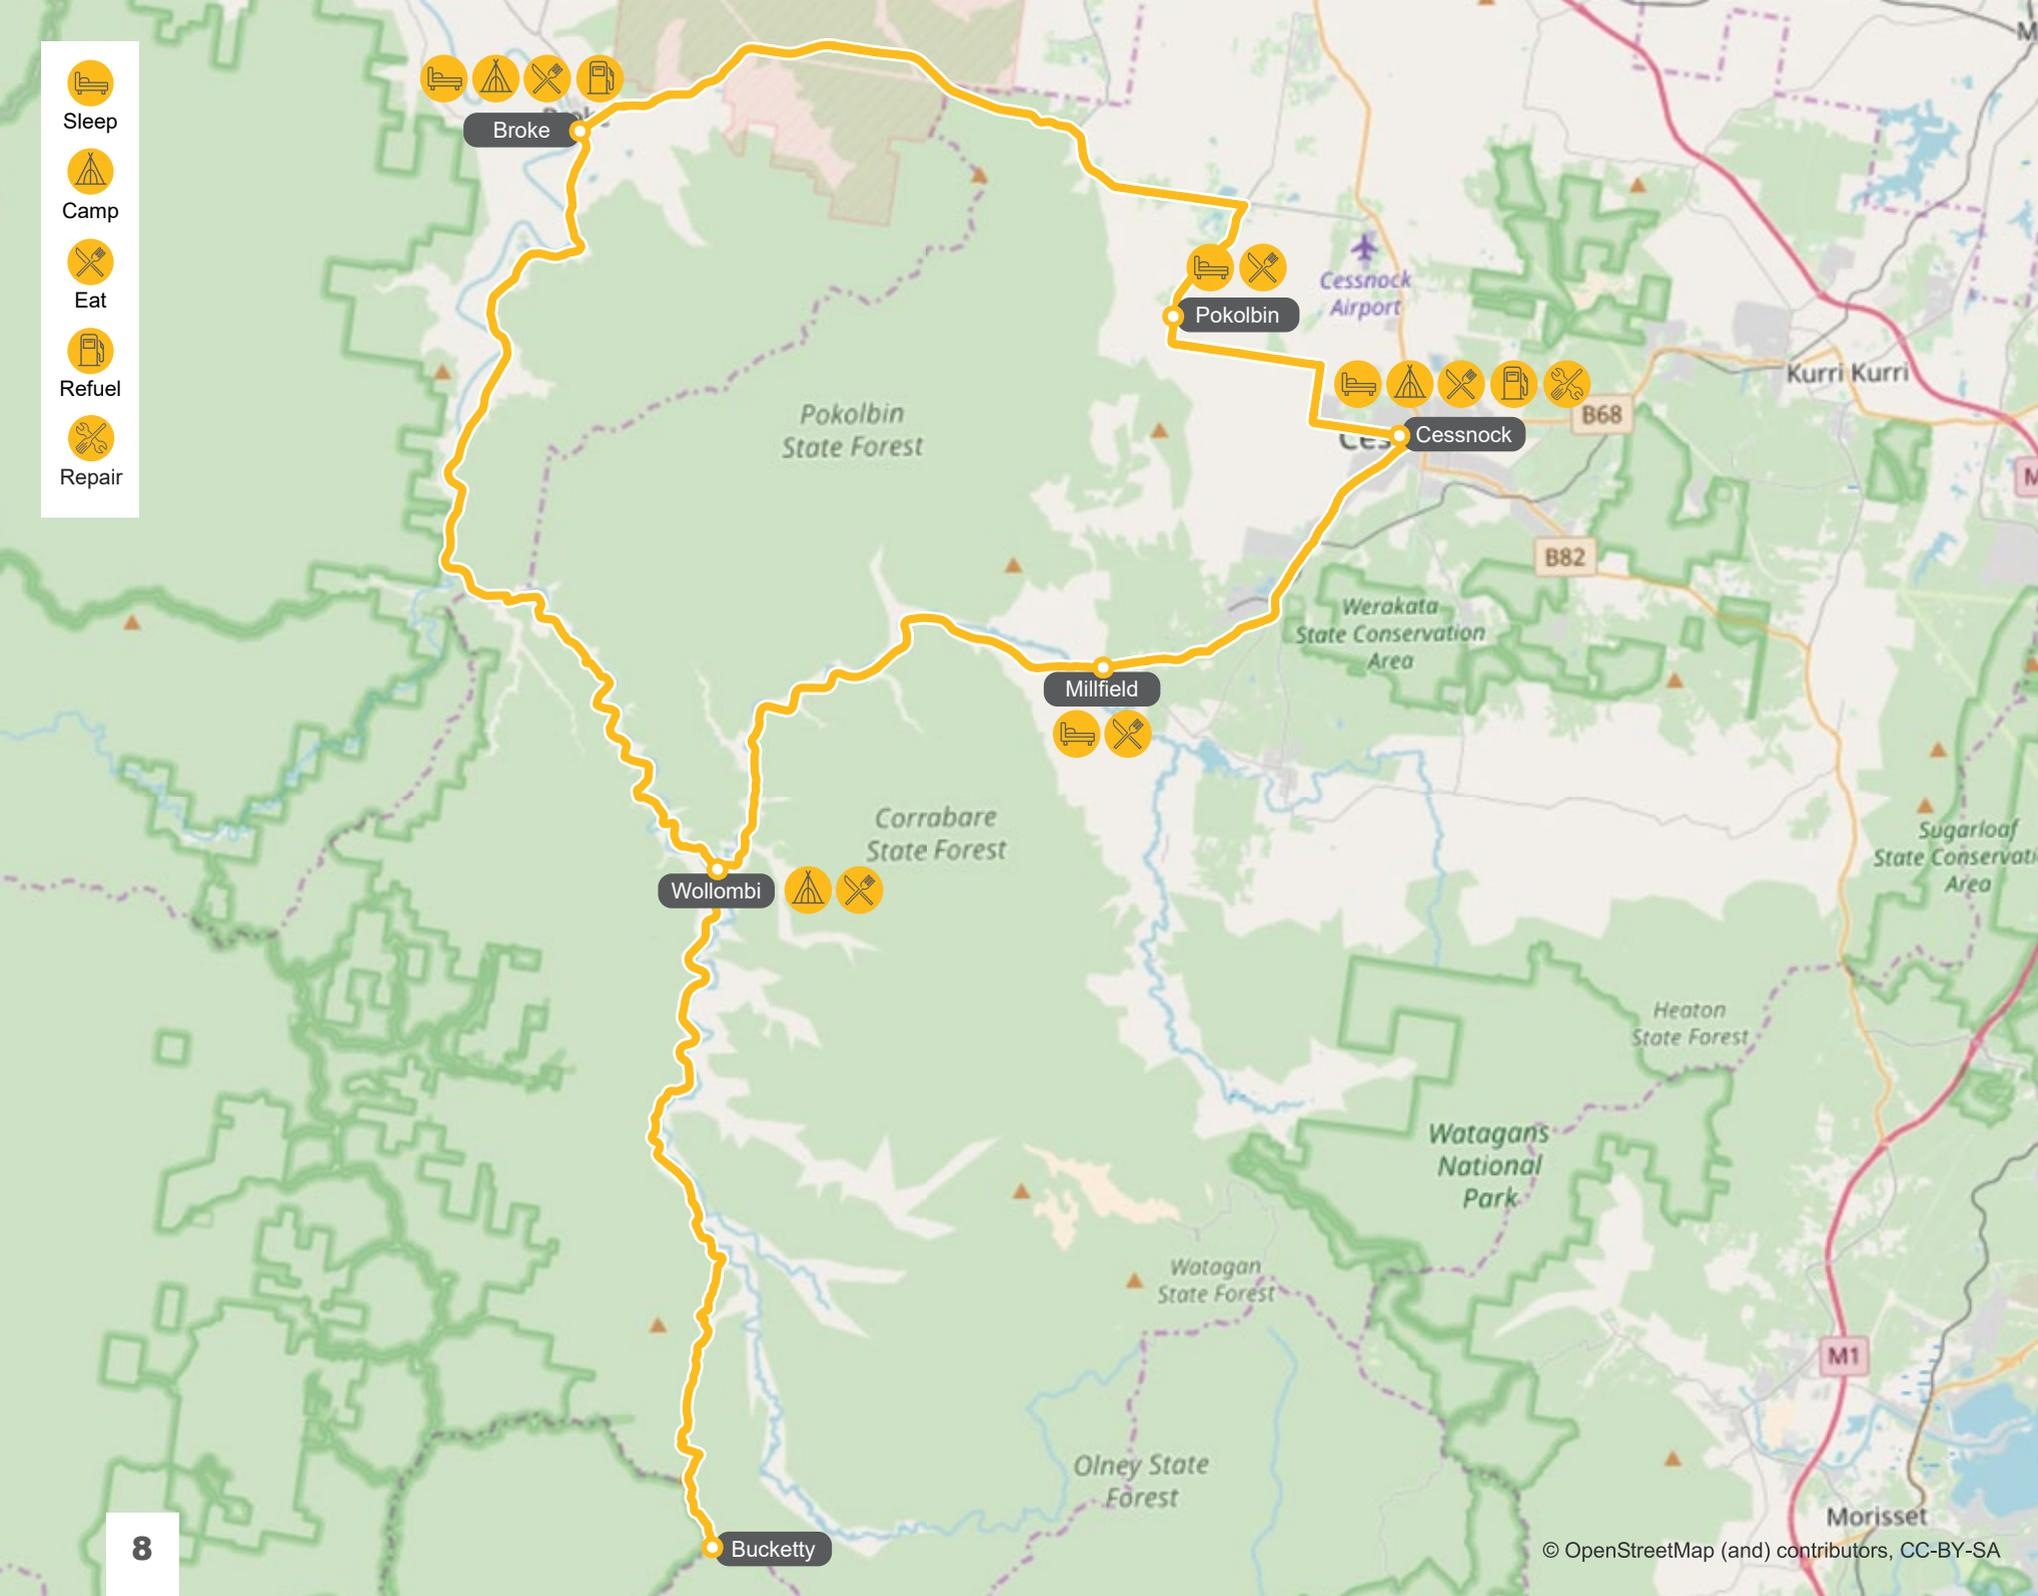 Sleep
Camp
Eat
Refuel
Repair
Broke
Pokolbin
Cessnock
Airport
Kurri Kurri
B68
Cessnock
Pokolbin
State Forest
B82
Werakata
State Conservation
Area
Millfield
Corrabare
State Forest
Wollombi
Sugarloaf
Area
Heaton
State Forest
Watagans
National
Park
Watagan
State Forest
M1
Olney State
Forest
Morisset
Bucketty
8
© OpenStreetMap (and) contributors, CC-BY-SA